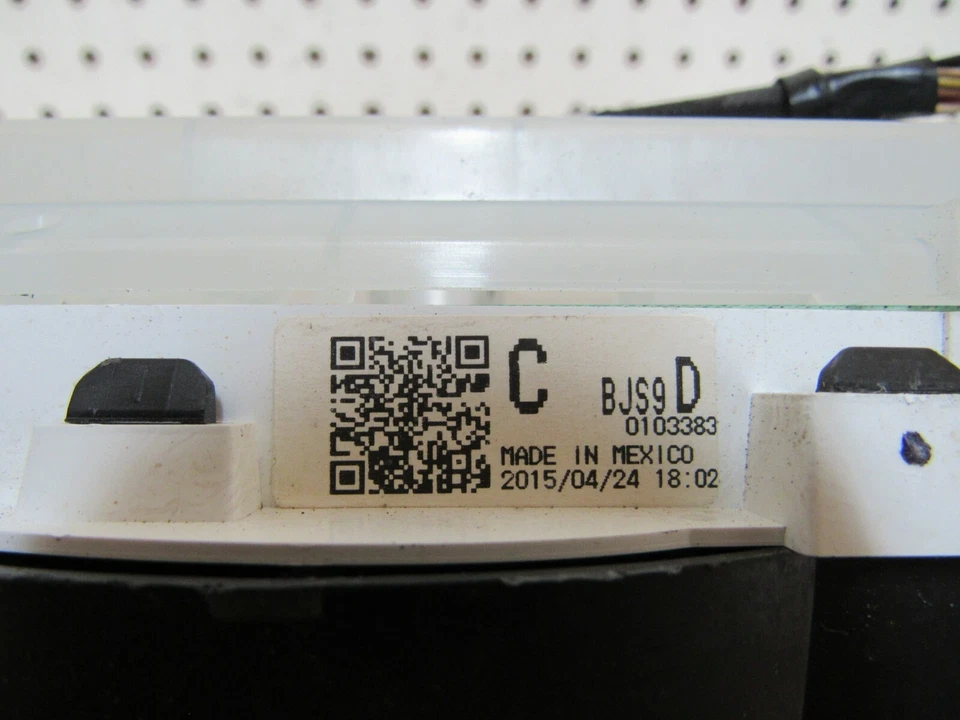 C BJS9 D
0103383
MADE IN MEXICO
2015/04/24 18:02